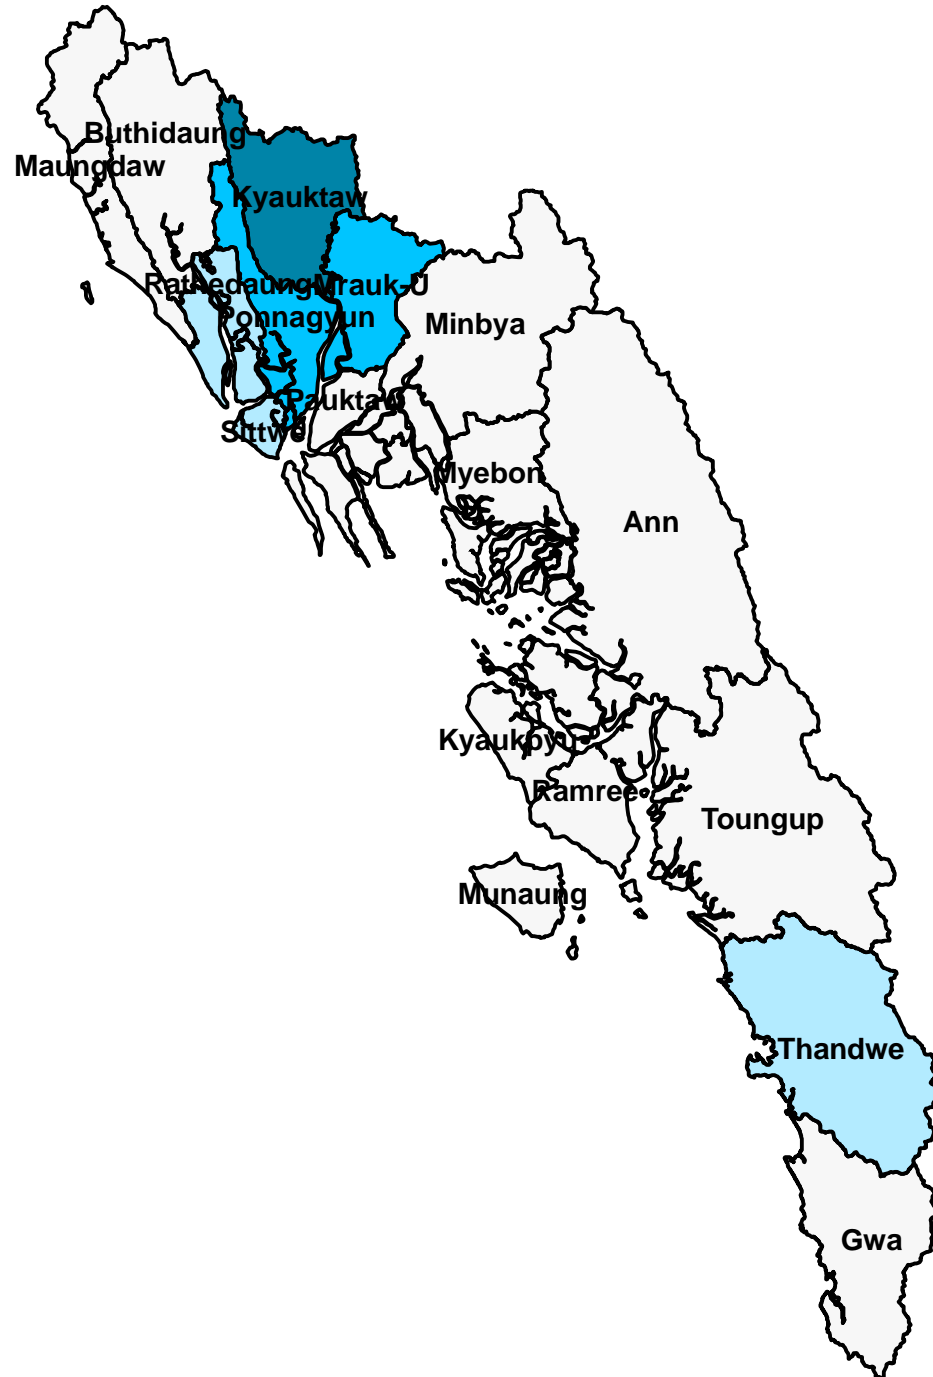 Buthidaung
Maungdaw
Kyauktaw
Rathedaung
Mrauk-U
Ponnagyun
Minbya
Pauktaw
Sittwe
Myebon
Ann
Kyaukpyu
Ramree
Toungup
Munaung
Thandwe
Gwa